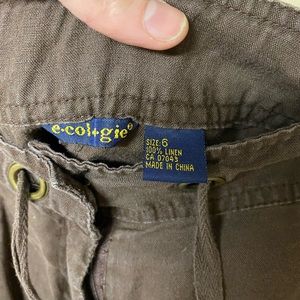 e·col+gie®
SIZE: 6
100% LINEN
CA 07043
MADE IN CHINA